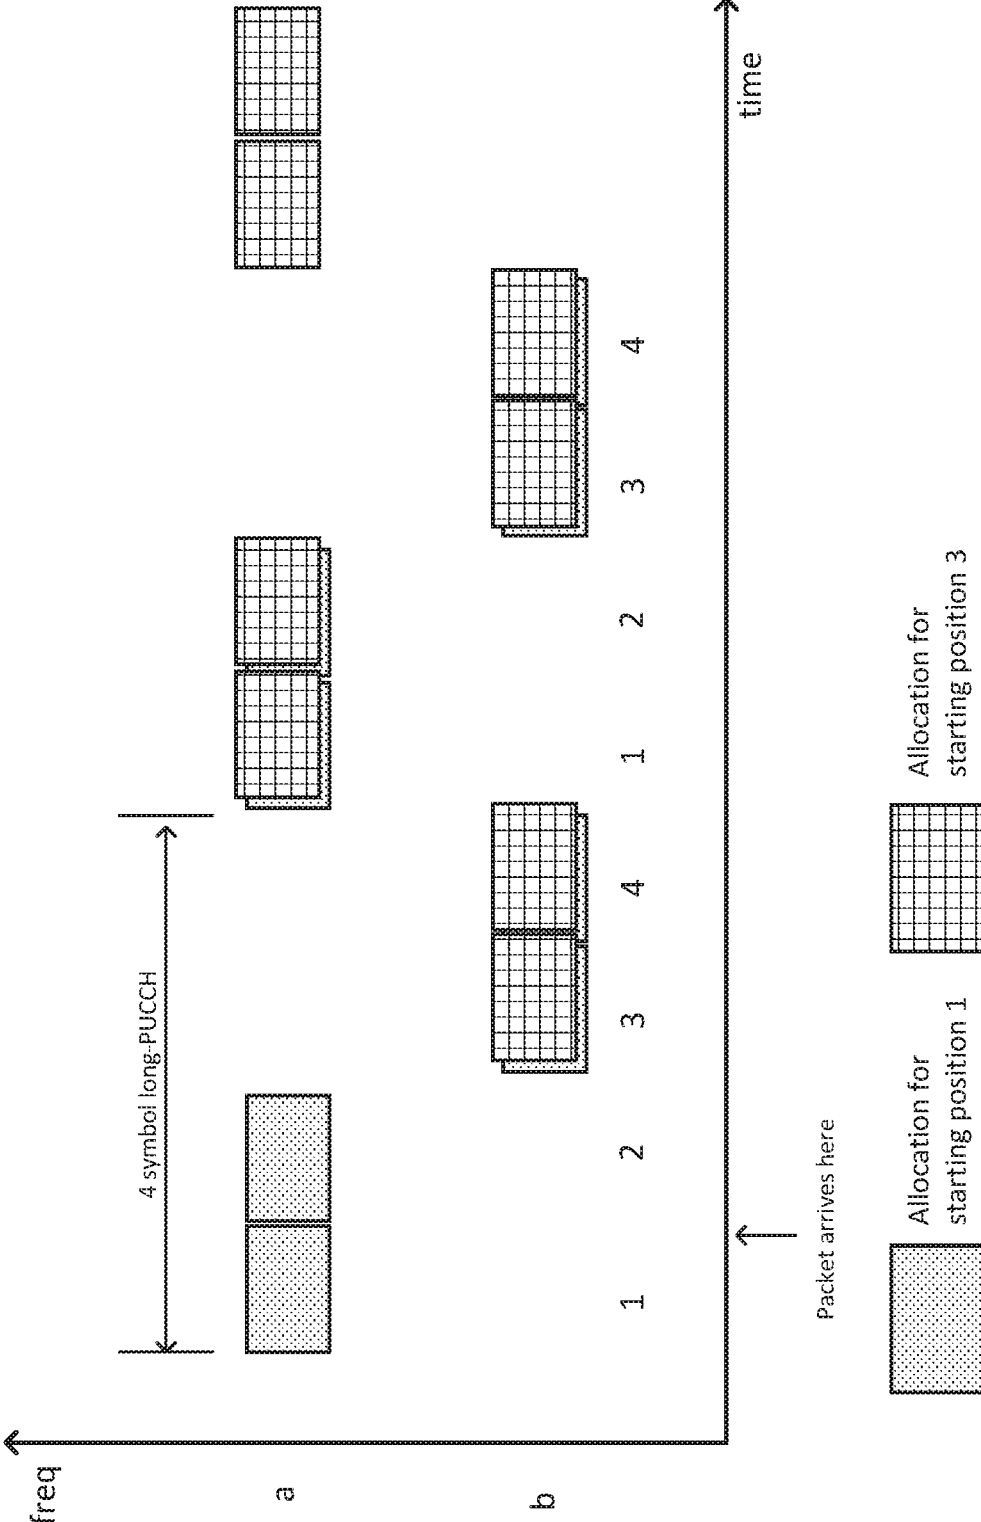 freq
4 symbol long-PUCCH
a
b
1 2 3 4 1 2 3 4
time
Packet arrives here
Allocation for
starting position 1
Allocation for
starting position 3